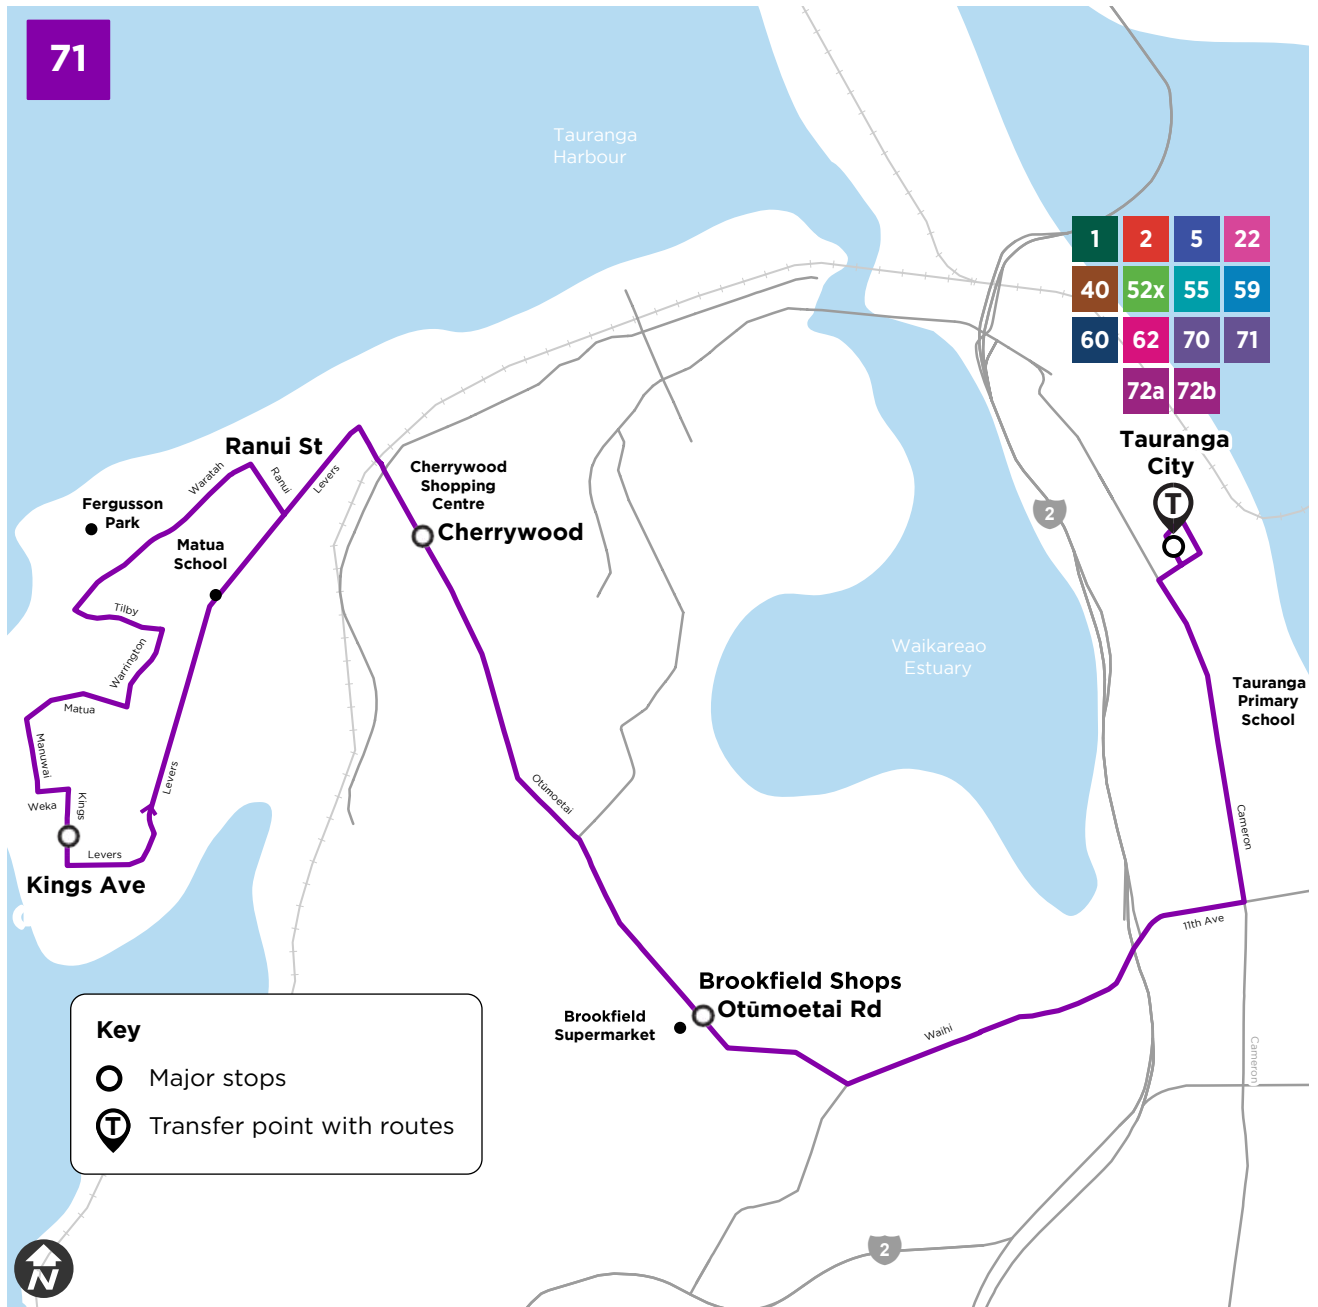 71
Tauranga
Harbour
1
2
5
22
40
52x
55
59
60
62
70
71
72a
72b
Tauranga
City
T
Ranui St
Waratah
Ranui
Levers
Cherrywood
Shopping
Centre
Cherrywood
Fergusson
Park
Matua
School
2
Tilby
Warrington
Matua
Manuwai
Weka
Kings
Levers
Levers
Kings Ave
Waikareao
Estuary
Tauranga
Primary
School
Otūmoetai
Cameron
11th Ave
Brookfield Shops
Otūmoetai Rd
Brookfield
Supermarket
Waihi
Cameron
Key
Major stops
T
Transfer point with routes
2
N